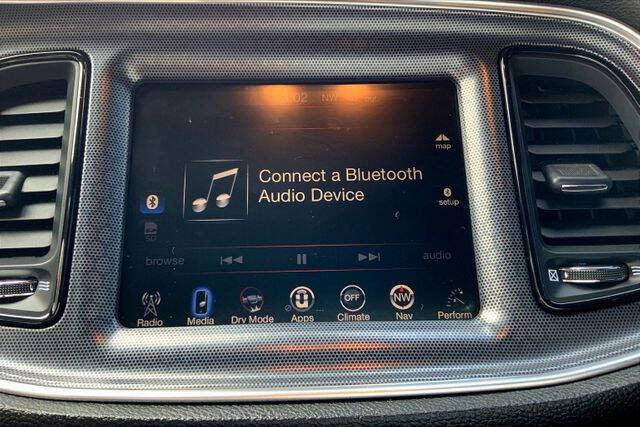 NW
map
Connect a Bluetooth
Audio Device
setup
SD
browse
audio
OFF
NW
Radio
Media
Drv Mode
Apps
Climate
Nav
Perform